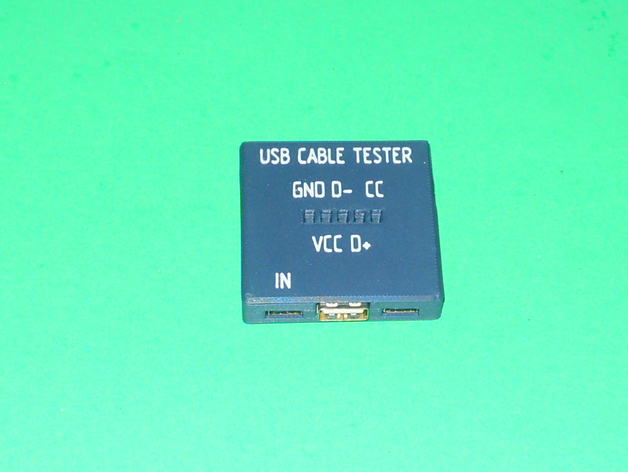 USB CABLE TESTER
GND D- CC
VCC D+
IN